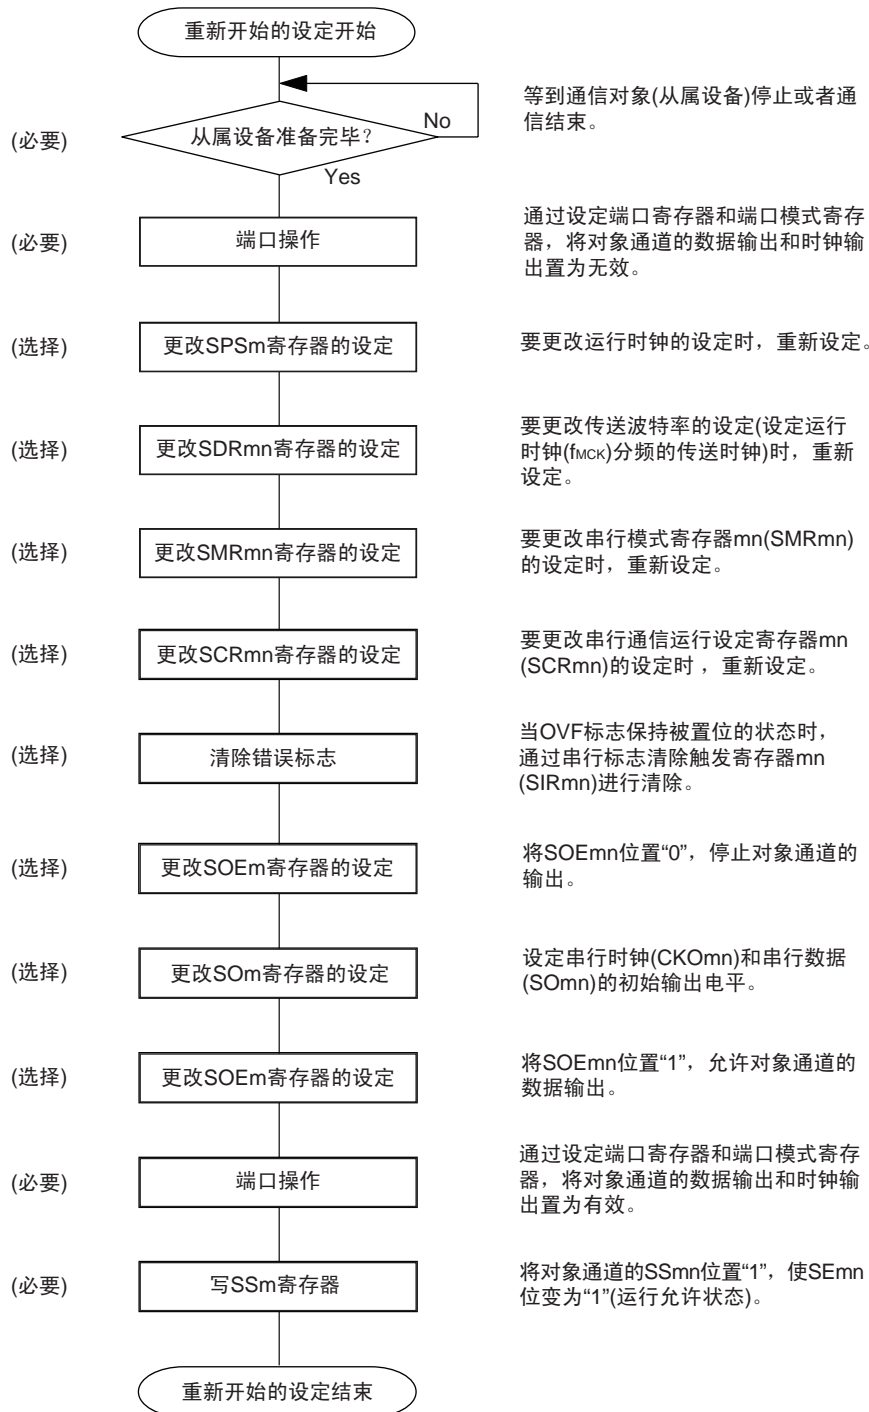 重新开始的设定开始
等到通信对象(从属设备)停止或者通
信结束。
(必要)
从属设备准备完毕？
No
Yes
(必要)
端口操作
通过设定端口寄存器和端口模式寄存
器，将对象通道的数据输出和时钟输
出置为无效。
(选择)
更改SPSm寄存器的设定
要更改运行时钟的设定时，重新设定。
(选择)
更改SDRmn寄存器的设定
要更改传送波特率的设定(设定运行
时钟(fMCK)分频的传送时钟)时，重新
设定。
(选择)
更改SMRmn寄存器的设定
要更改串行模式寄存器mn(SMRmn)
的设定时，重新设定。
(选择)
更改SCRmn寄存器的设定
要更改串行通信运行设定寄存器mn
(SCRmn)的设定时，重新设定。
(选择)
清除错误标志
当OVF标志保持被置位的状态时，
通过串行标志清除触发寄存器mn
(SIRmn)进行清除。
(选择)
更改SOEm寄存器的设定
将SOEmn位置“0”，停止对象通道的
输出。
(选择)
更改SOm寄存器的设定
设定串行时钟(CKOmn)和串行数据
(SOmn)的初始输出电平。
(选择)
更改SOEm寄存器的设定
将SOEmn位置“1”，允许对象通道的
数据输出。
(必要)
端口操作
通过设定端口寄存器和端口模式寄存
器，将对象通道的数据输出和时钟输
出置为有效。
(必要)
写SSm寄存器
将对象通道的SSmn位置“1”，使SEmn
位变为“1”(运行允许状态)。
重新开始的设定结束